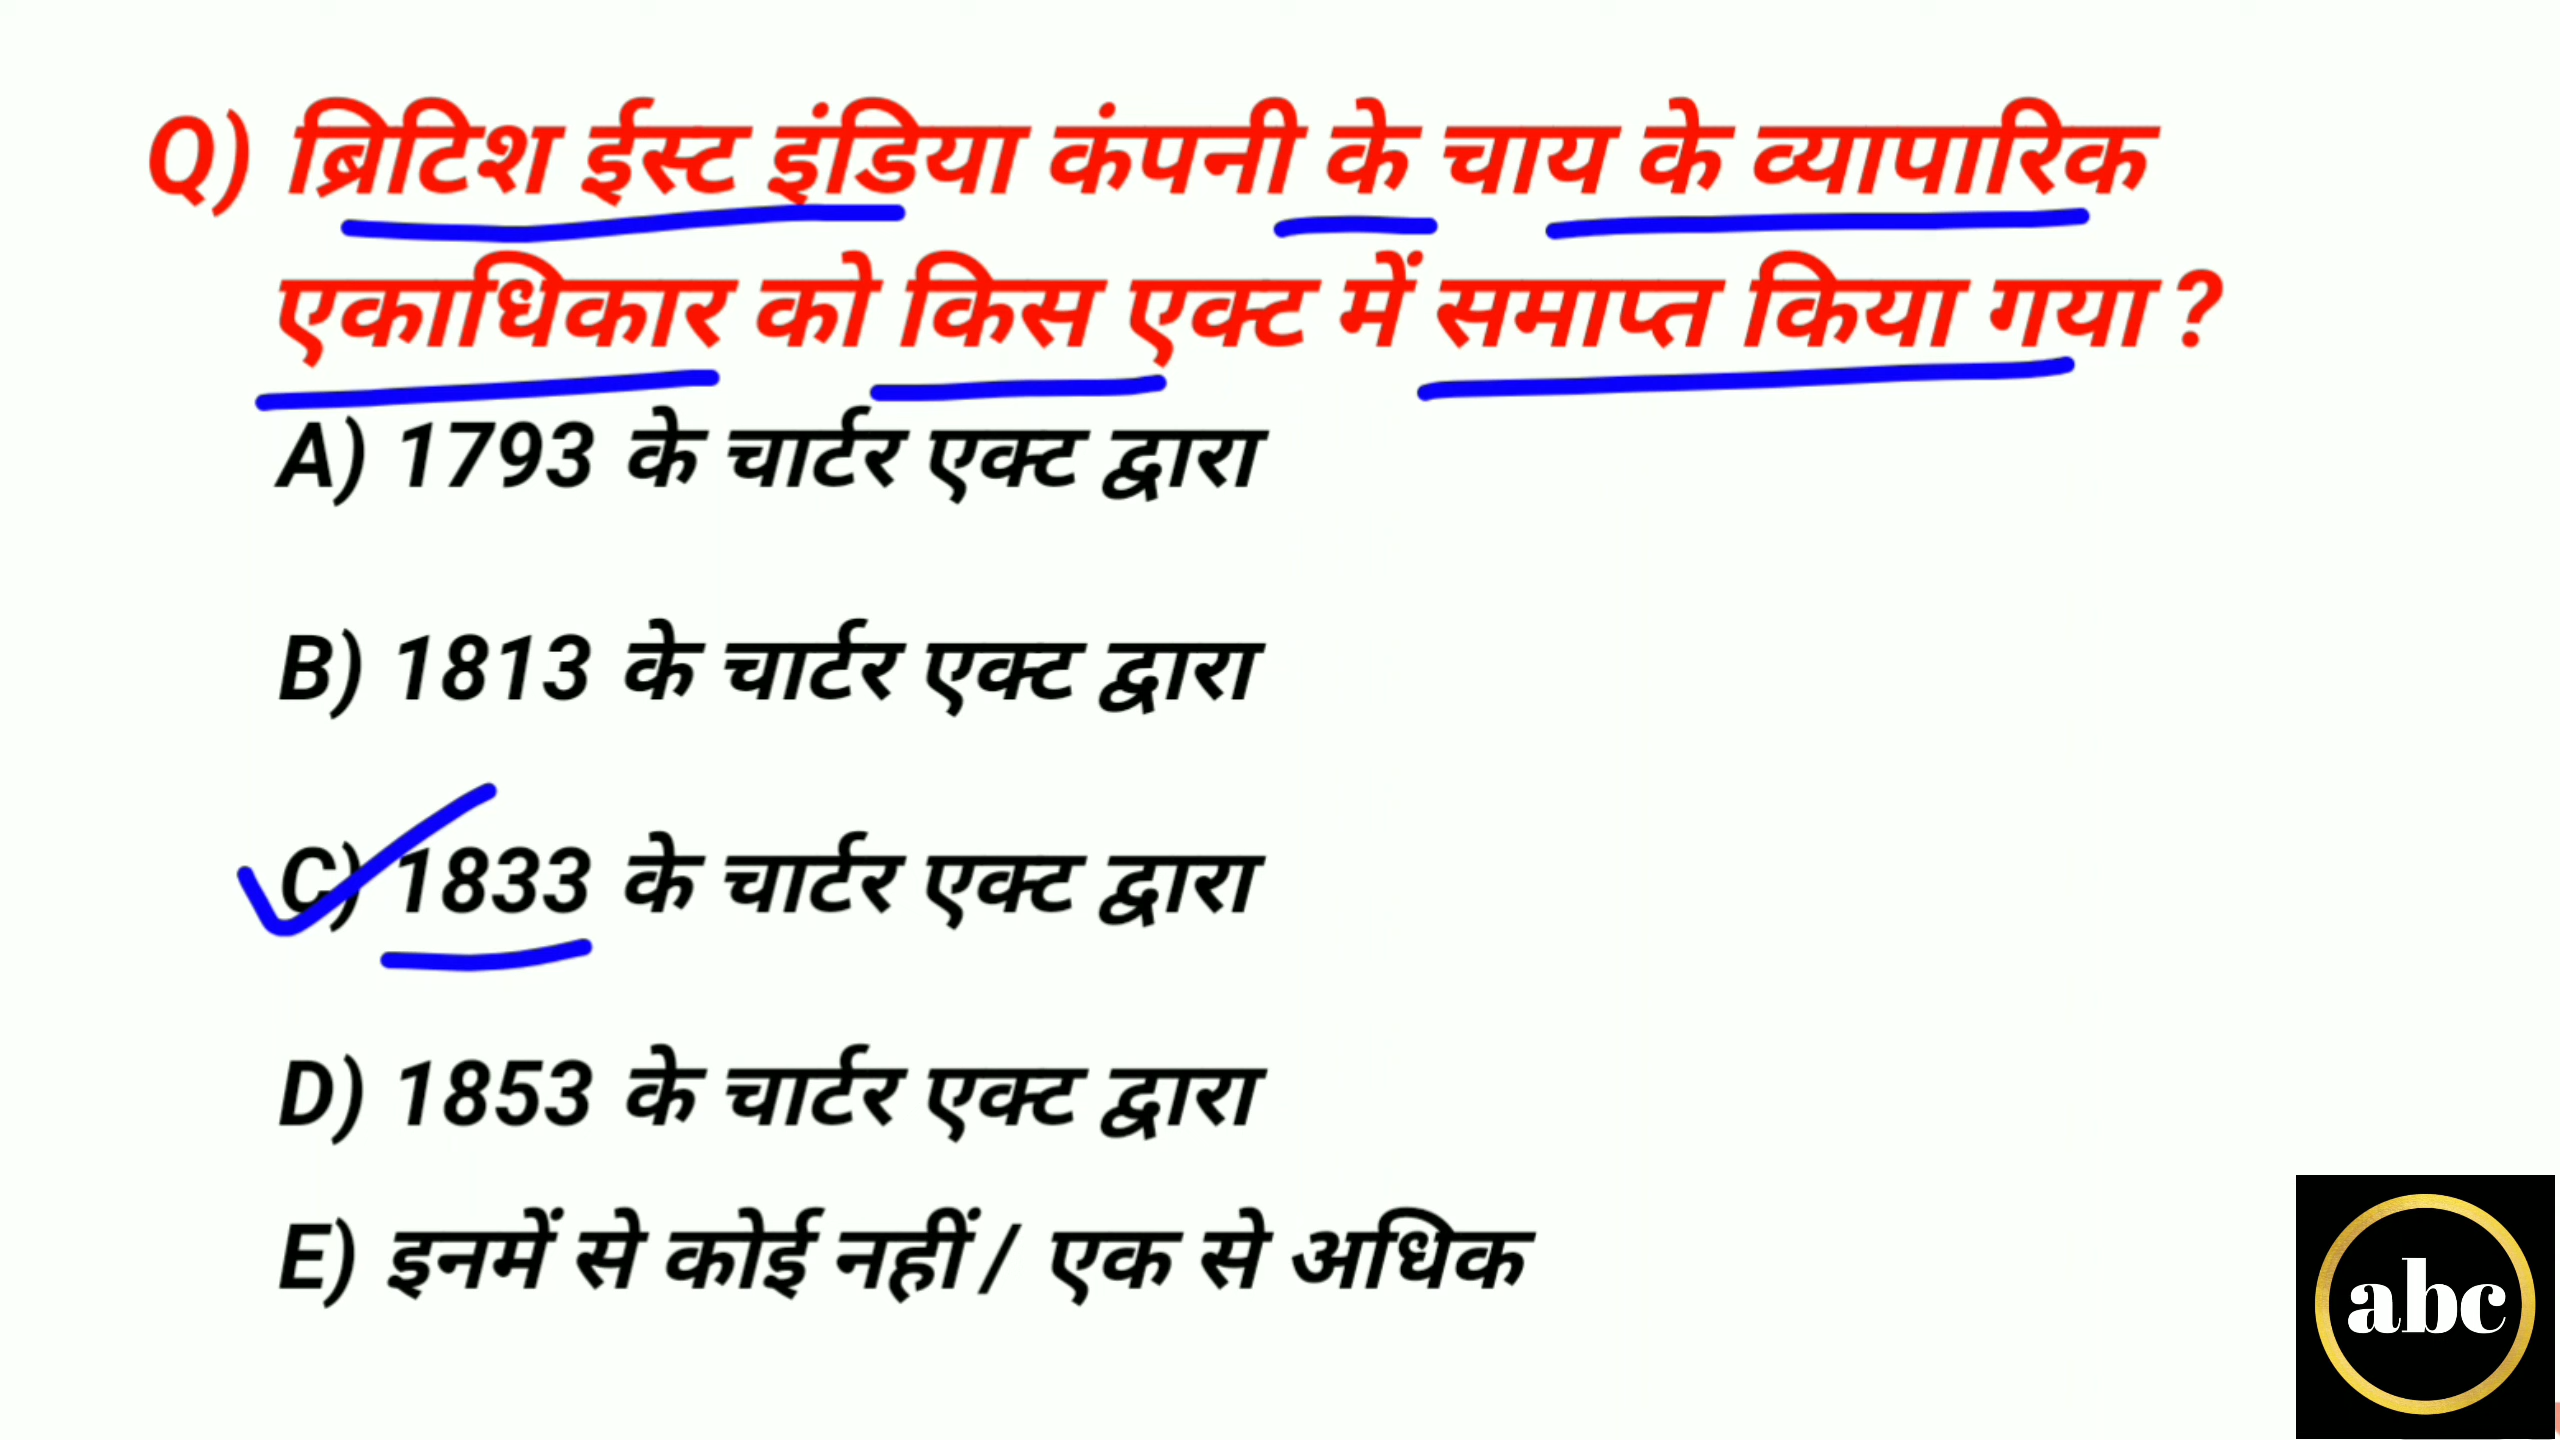 Q) ब्रिटिश ईस्ट इंडिया कंपनी के चाय के व्यापारिक
एकाधिकार को किस एक्ट में समाप्त किया गया ?
A) 1793 के चार्टर एक्ट द्वारा
B) 1813 के चार्टर एक्ट द्वारा
C) 1833 के चार्टर एक्ट द्वारा
D) 1853 के चार्टर एक्ट द्वारा
E) इनमें से कोई नहीं / एक से अधिक
abc